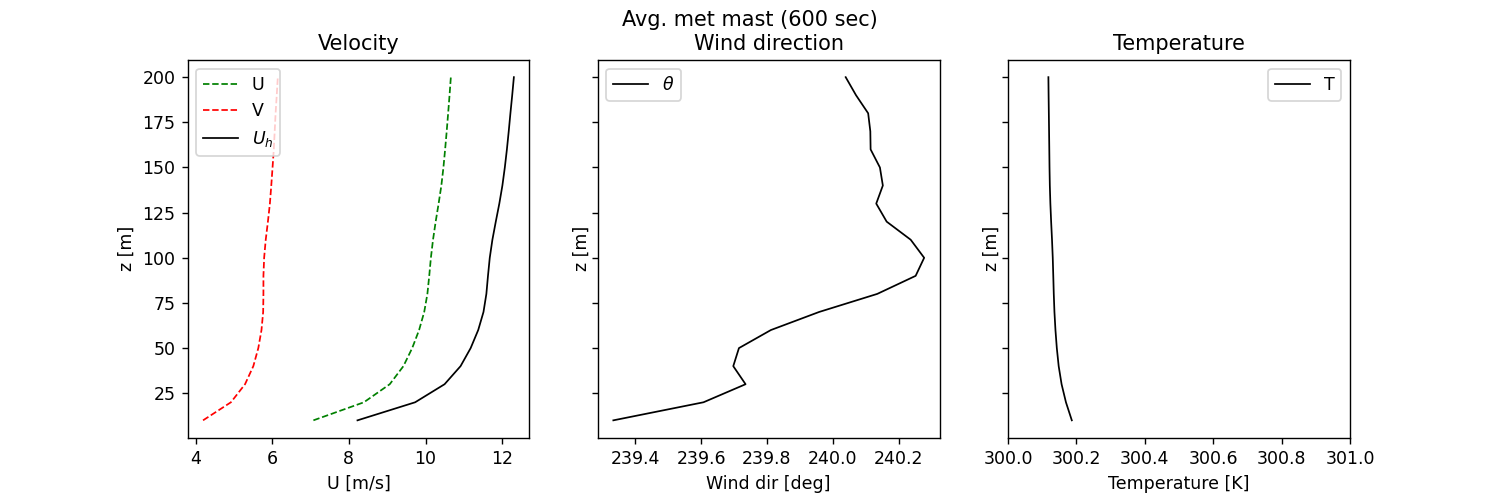 Avg. met mast (600 sec)
Velocity
Wind direction
Temperature
U
V
U_h
θ
T
200
175
150
125
100
75
50
25
z [m]
z [m]
z [m]
4 6 8 10 12
239.4 239.6 239.8 240.0 240.2
300.0 300.2 300.4 300.6 300.8 301.0
U [m/s]
Wind dir [deg]
Temperature [K]